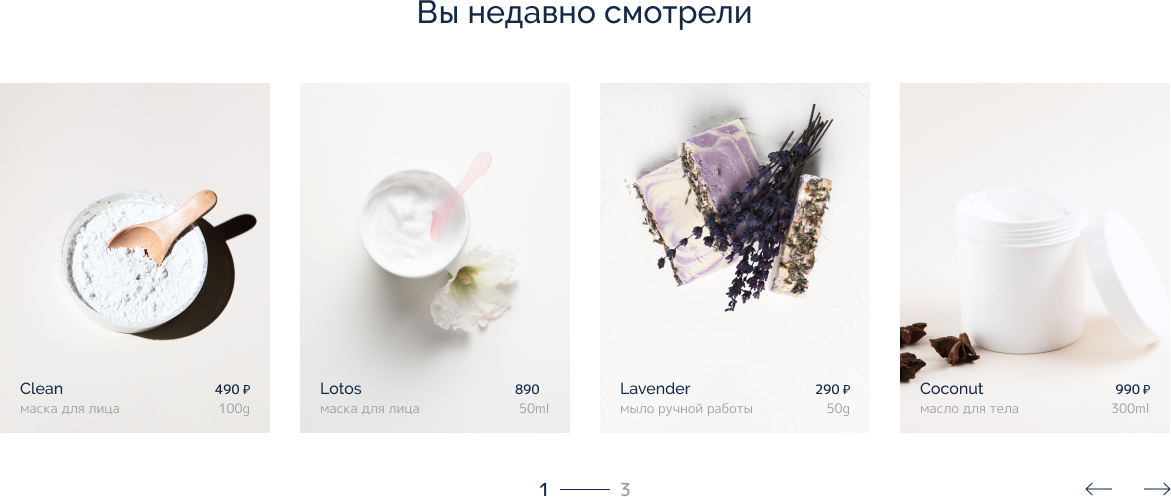 Вы недавно смотрели
Clean 490 ₽
маска для лица 100g
Lotos 890
маска для лица 50ml
Lavender 290 ₽
мыло ручной работы 50g
Coconut 990 ₽
масло для тела 300ml
1 3